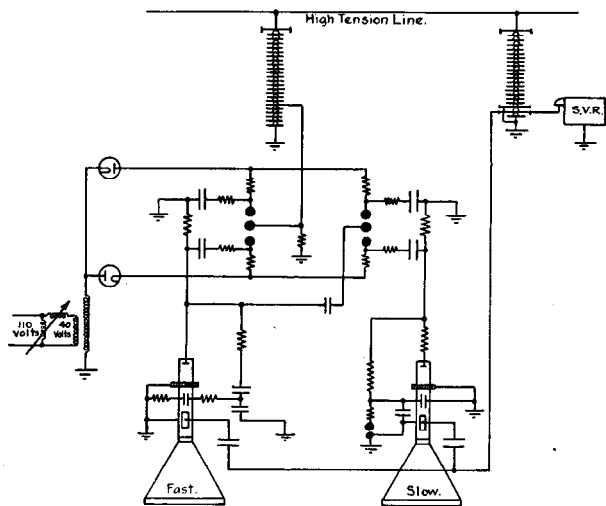 High Tension Line.
S.V.R.
110
Volts
40
Volts
Fast.
Slow.